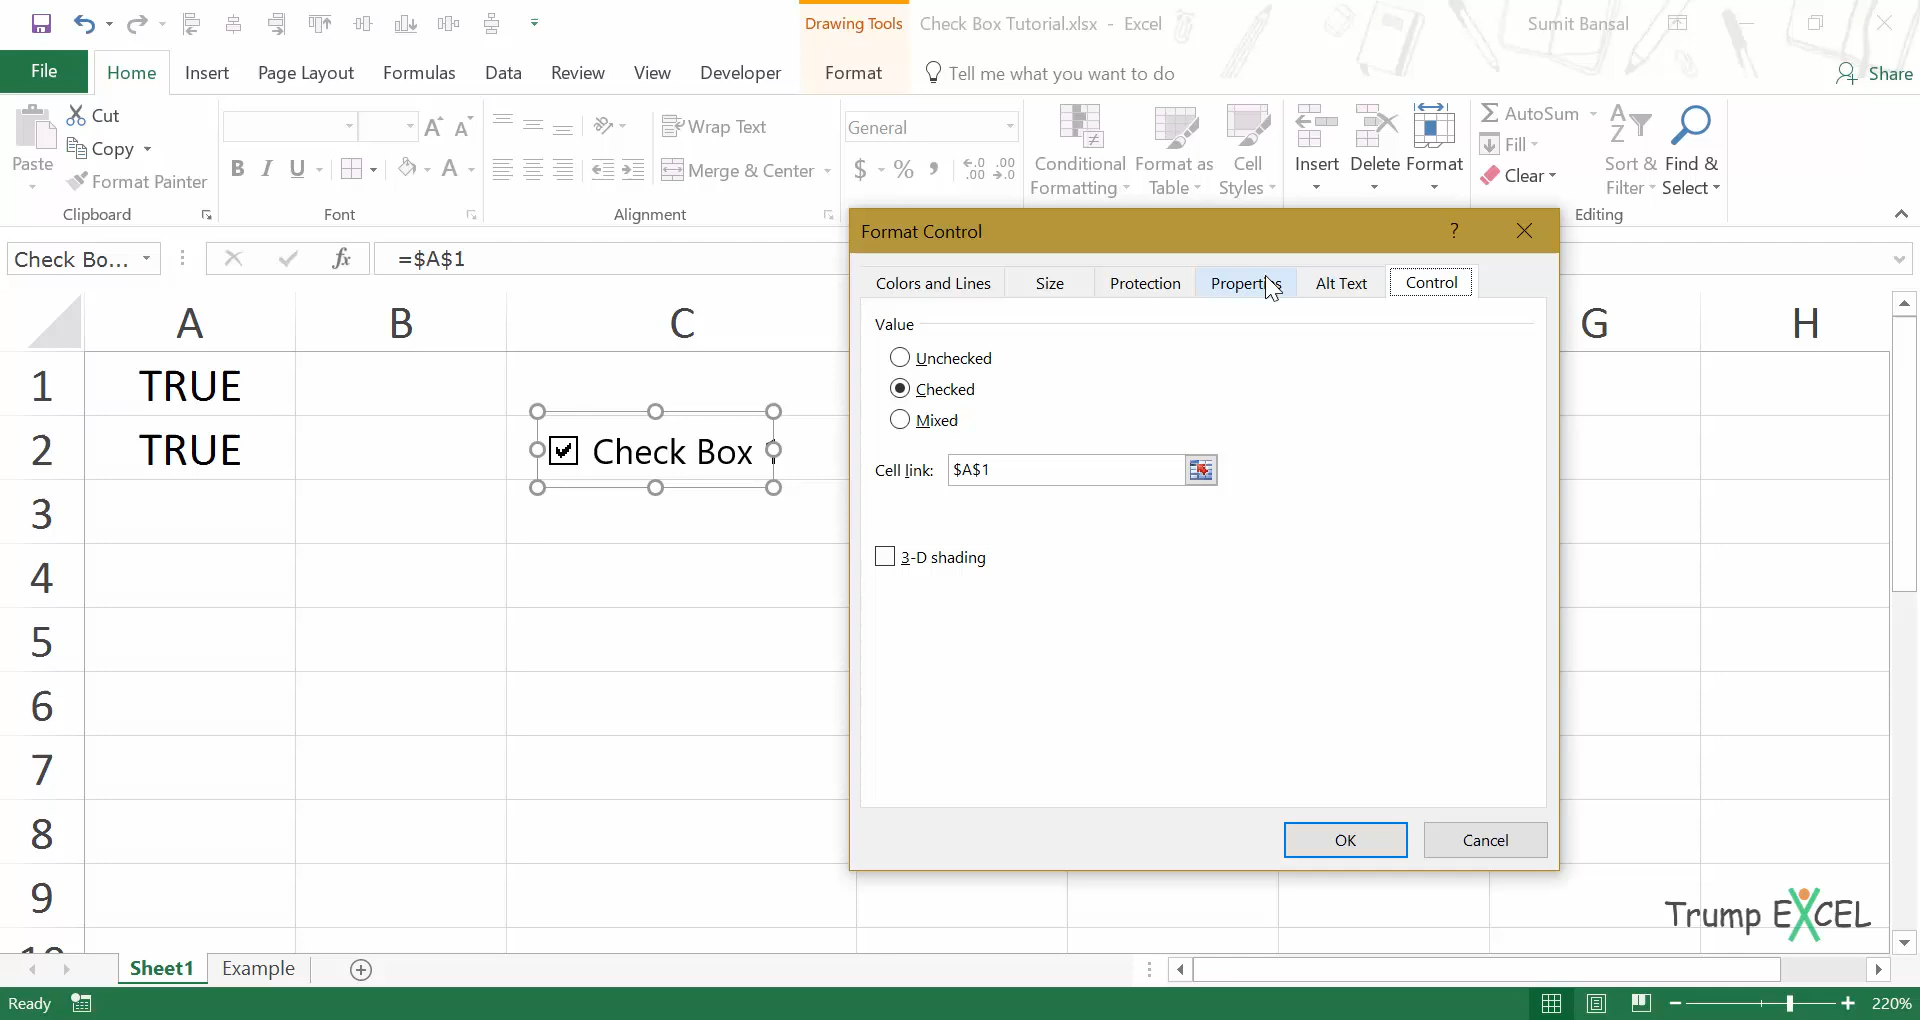 Drawing Tools Check Box Tutorial.xlsx - Excel Sumit Bansal
File Home Insert Page Layout Formulas Data Review View Developer Format Tell me what you want to do Share
Paste Cut
Copy
Format Painter
Clipboard
B I U A
Font
Wrap Text
Merge & Center
Alignment
General
$ % , .00 .00
Conditional Formatting
Format as Table
Cell Styles
Insert Delete Format
AutoSum
Fill
Clear
Sort & Filter
Find & Select
Editing
Check Bo... fx =$A$1
Format Control ?
Colors and Lines Size Protection Properties Alt Text Control
Value
Unchecked
Checked
Mixed
Cell link: $A$1
3-D shading
OK Cancel
A B C G H
1 TRUE
2 TRUE Check Box
3
4
5
6
7
8
9
10
Trump EXCEL
Sheet1 Example
Ready 220%